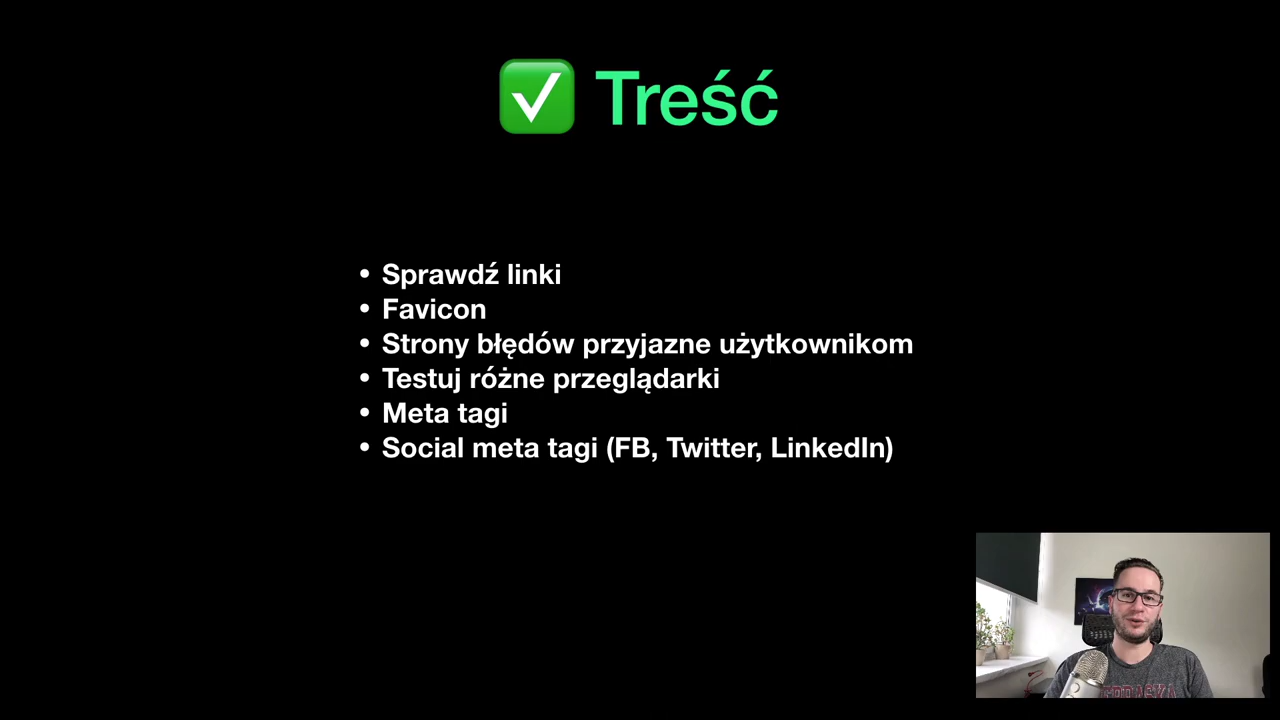 ✅ Treść
• Sprawdź linki
• Favicon
• Strony błędów przyjazne użytkownikom
• Testuj różne przeglądarki
• Meta tagi
• Social meta tagi (FB, Twitter, LinkedIn)